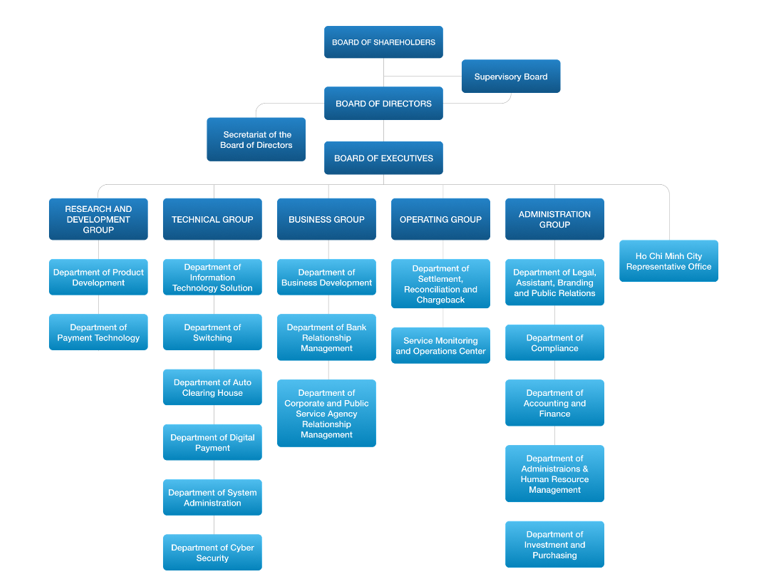 BOARD OF SHAREHOLDERS
Supervisory Board
BOARD OF DIRECTORS
Secretariat of the
Board of Directors
BOARD OF EXECUTIVES
RESEARCH AND
DEVELOPMENT
GROUP
Department of Product
Development
Department of
Payment Technology
TECHNICAL GROUP
Department of
Information
Technology Solution
Department of
Switching
Department of Auto
Clearing House
Department of Digital
Payment
Department of System
Administration
Department of Cyber
Security
BUSINESS GROUP
Department of
Business Development
Department of Bank
Relationship
Management
Department of
Corporate and Public
Service Agency
Relationship
Management
OPERATING GROUP
Department of
Settlement,
Reconciliation and
Chargeback
Service Monitoring
and Operations Center
ADMINISTRATION
GROUP
Department of Legal,
Assistant, Branding
and Public Relations
Department of
Compliance
Department of
Accounting and
Finance
Department of
Administraions &
Human Resource
Management
Department of
Investment and
Purchasing
Ho Chi Minh City
Representative Office